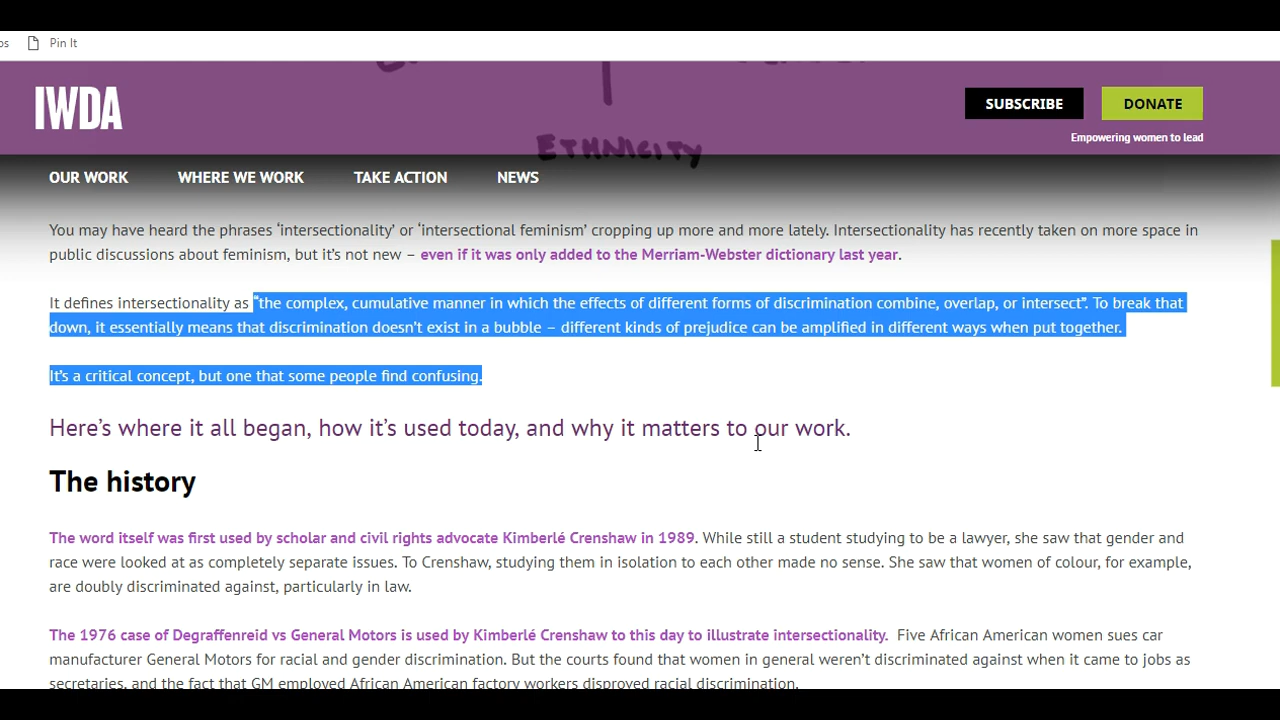 Pin It
IWDA
SUBSCRIBE
DONATE
Empowering women to lead
ETHNICITY
OUR WORK
WHERE WE WORK
TAKE ACTION
NEWS
You may have heard the phrases ‘intersectionality’ or ‘intersectional feminism’ cropping up more and more lately. Intersectionality has recently taken on more space in
public discussions about feminism, but it’s not new – even if it was only added to the Merriam-Webster dictionary last year.
It defines intersectionality as “the complex, cumulative manner in which the effects of different forms of discrimination combine, overlap, or intersect”. To break that
down, it essentially means that discrimination doesn’t exist in a bubble – different kinds of prejudice can be amplified in different ways when put together.
It’s a critical concept, but one that some people find confusing.
Here’s where it all began, how it’s used today, and why it matters to our work.
The history
The word itself was first used by scholar and civil rights advocate Kimberlé Crenshaw in 1989. While still a student studying to be a lawyer, she saw that gender and
race were looked at as completely separate issues. To Crenshaw, studying them in isolation to each other made no sense. She saw that women of colour, for example,
are doubly discriminated against, particularly in law.
The 1976 case of Degraffenreid vs General Motors is used by Kimberlé Crenshaw to this day to illustrate intersectionality. Five African American women sues car
manufacturer General Motors for racial and gender discrimination. But the courts found that women in general weren’t discriminated against when it came to jobs as
secretaries, and the fact that GM employed African American factory workers disproved racial discrimination.